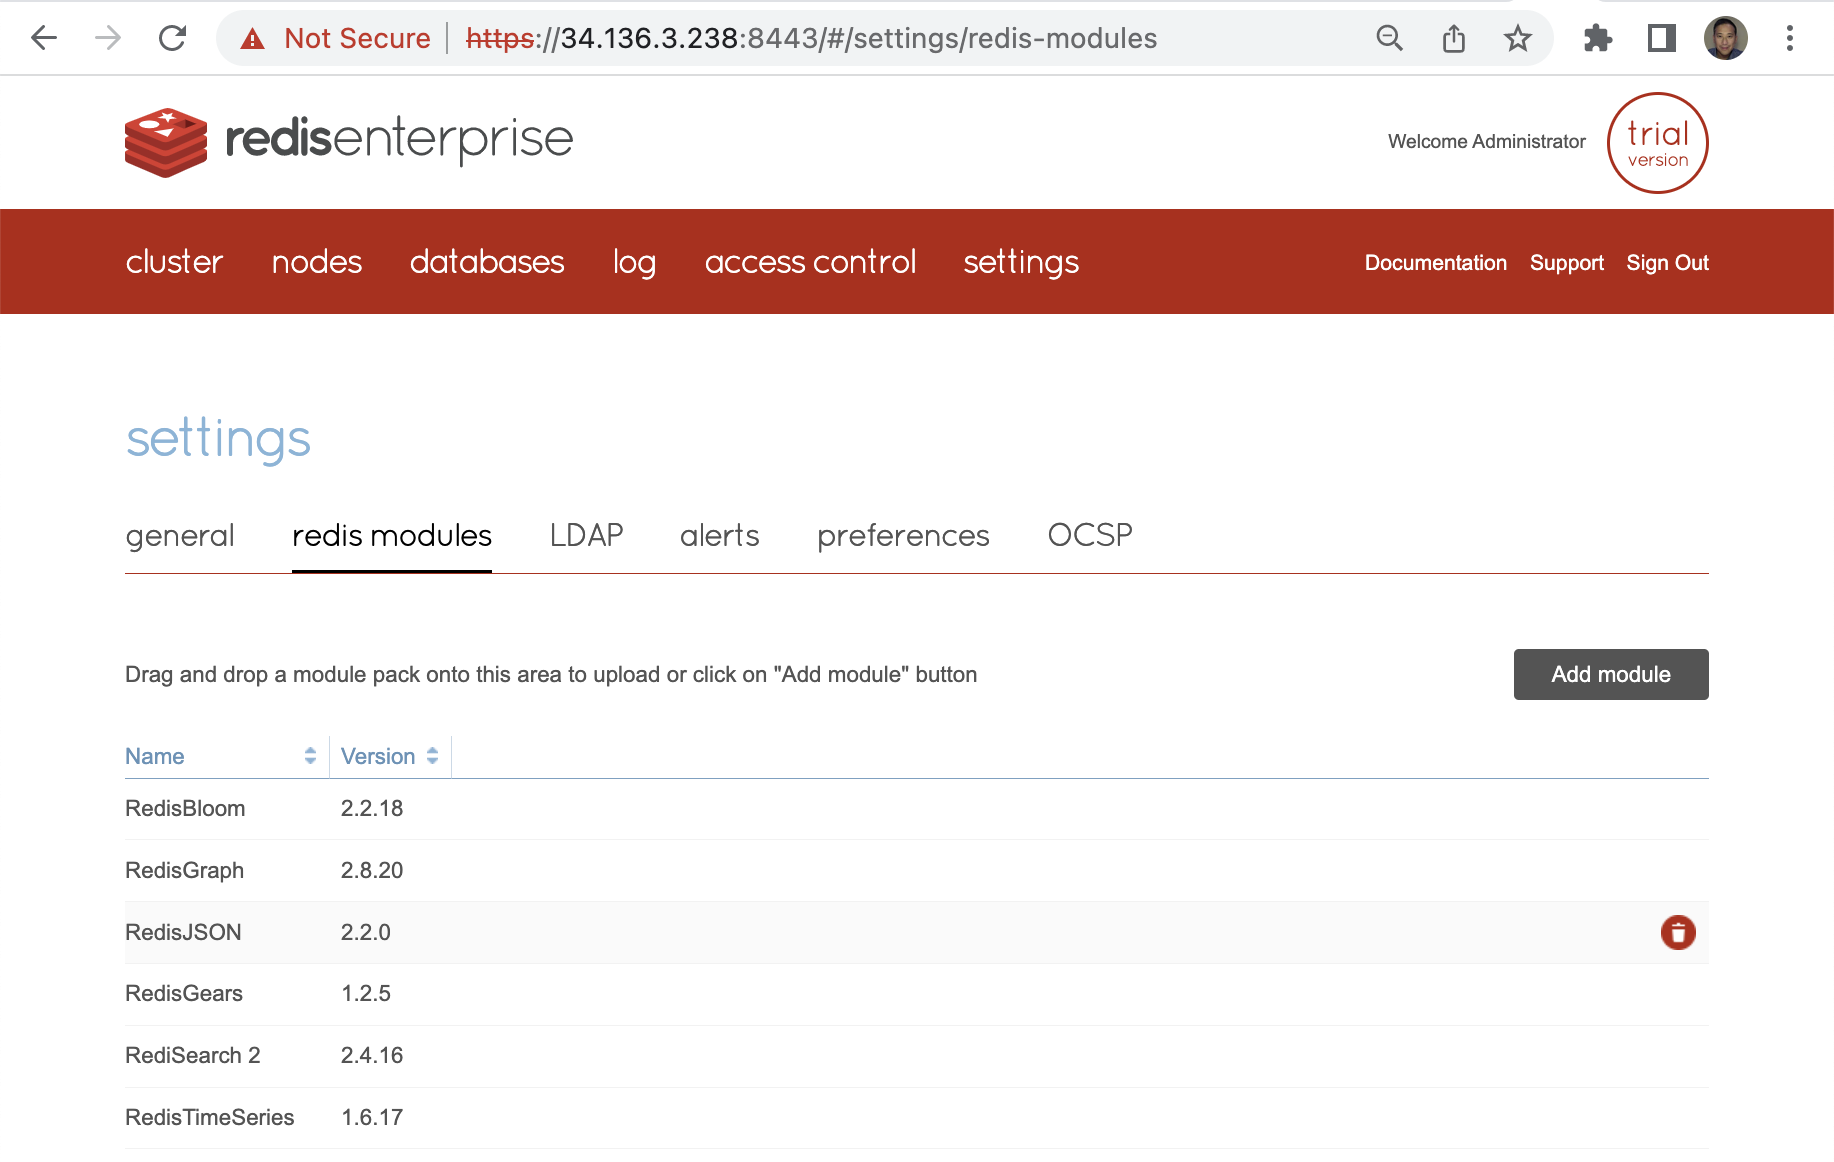 Not Secure | https://34.136.3.238:8443/#/settings/redis-modules
redisenterprise
Welcome Administrator
trial
version
cluster nodes databases log access control settings Documentation Support Sign Out
settings
general redis modules LDAP alerts preferences OCSP
Drag and drop a module pack onto this area to upload or click on "Add module" button
Add module
Name Version
RedisBloom 2.2.18
RedisGraph 2.8.20
RedisJSON 2.2.0
RedisGears 1.2.5
RediSearch 2 2.4.16
RedisTimeSeries 1.6.17